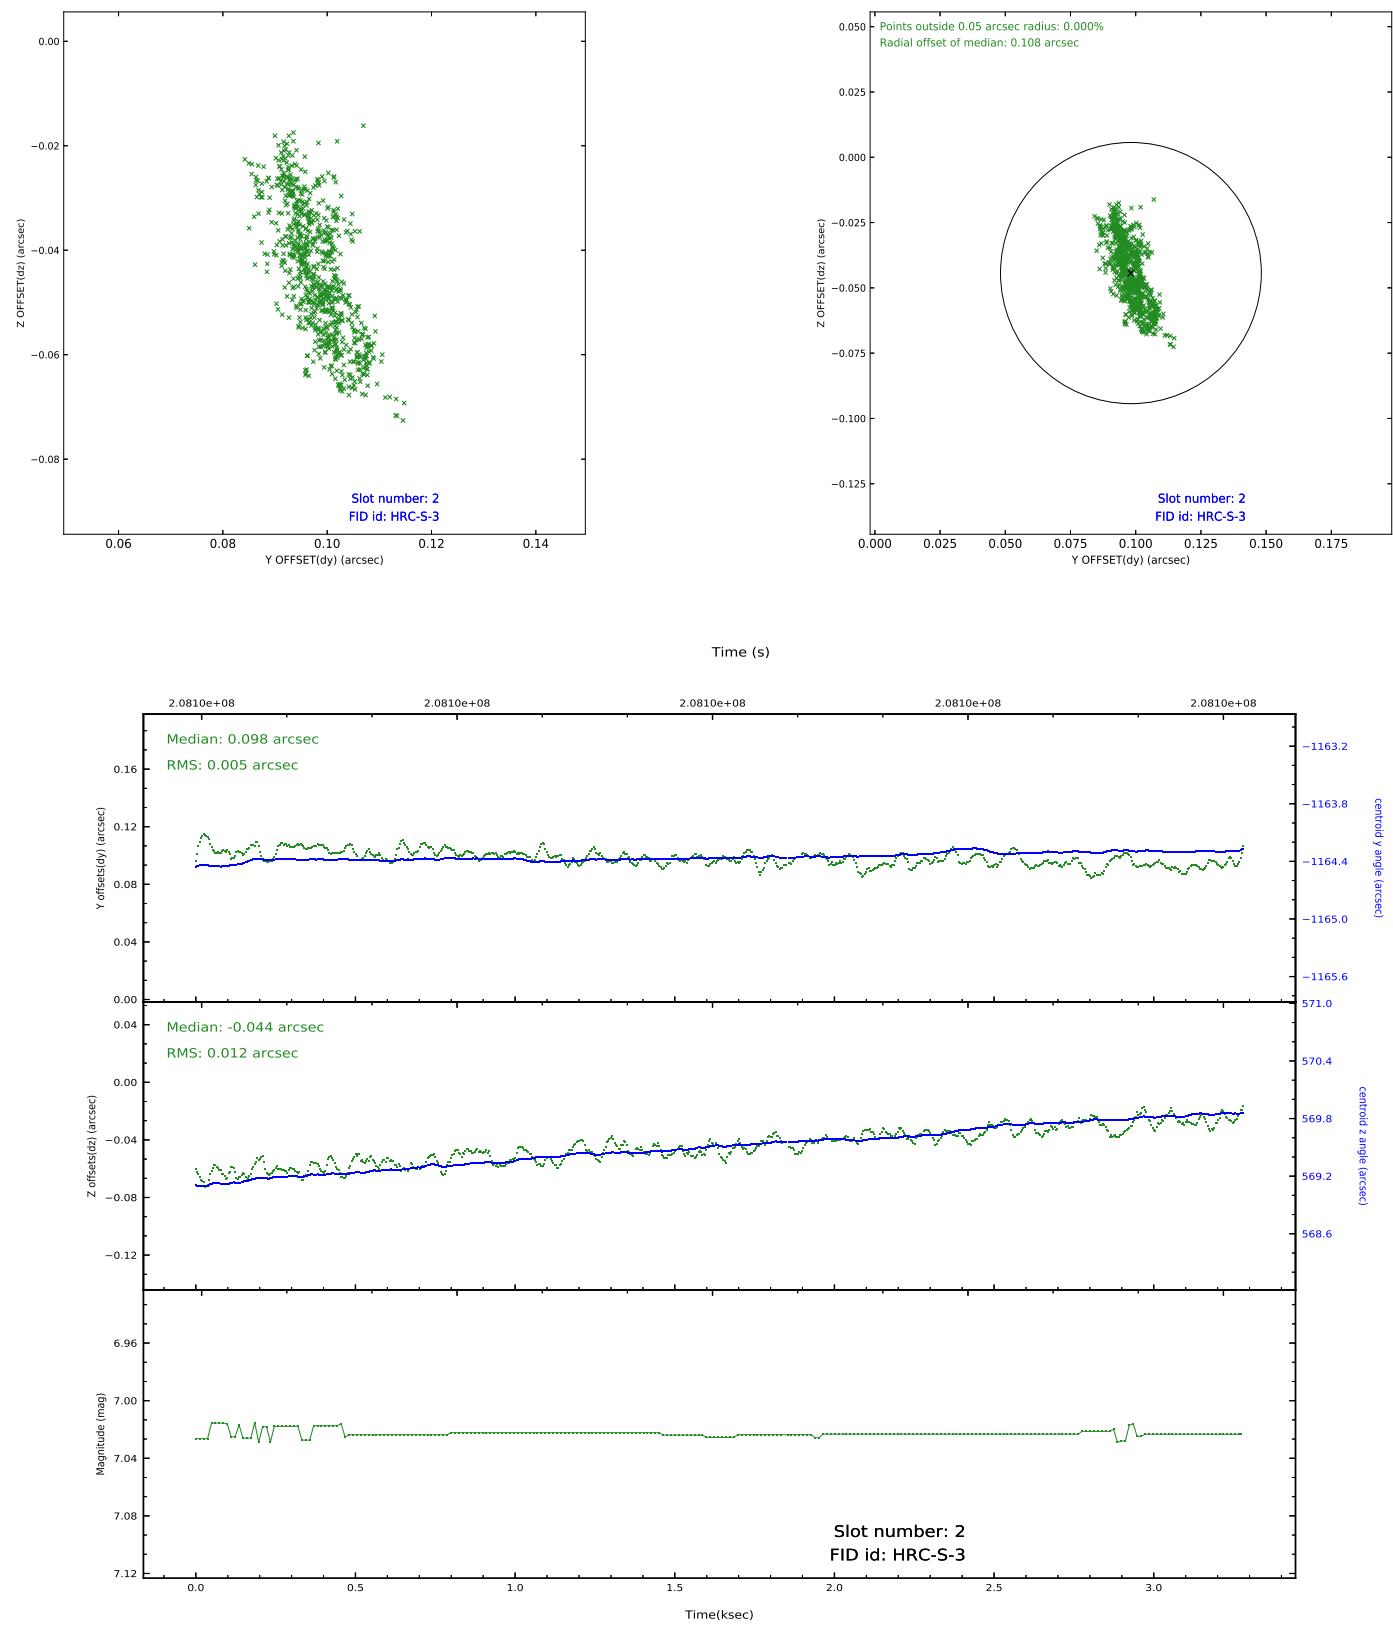 0.00
−0.02
−0.04
−0.06
−0.08
Z OFFSET(dz) (arcsec)
Slot number: 2
FID id: HRC-S-3
0.06 0.08 0.10 0.12 0.14
Y OFFSET(dy) (arcsec)
Points outside 0.05 arcsec radius: 0.000%
Radial offset of median: 0.108 arcsec
0.050
0.025
0.000
−0.025
−0.050
−0.075
−0.100
−0.125
Z OFFSET(dz) (arcsec)
Slot number: 2
FID id: HRC-S-3
0.000 0.025 0.050 0.075 0.100 0.125 0.150 0.175
Y OFFSET(dy) (arcsec)
Time (s)
2.0810e+08 2.0810e+08 2.0810e+08 2.0810e+08 2.0810e+08
Median: 0.098 arcsec
RMS: 0.005 arcsec
0.16
0.12
0.08
0.04
0.00
Y offsets(dy) (arcsec)
−1163.2
−1163.8
−1164.4
−1165.0
−1165.6
centroid y angle (arcsec)
Median: -0.044 arcsec
RMS: 0.012 arcsec
0.04
0.00
−0.04
−0.08
−0.12
Z offsets(dz) (arcsec)
571.0
570.4
569.8
569.2
568.6
centroid z angle (arcsec)
6.96
7.00
7.04
7.08
7.12
Magnitude (mag)
Slot number: 2
FID id: HRC-S-3
0.0 0.5 1.0 1.5 2.0 2.5 3.0
Time(ksec)